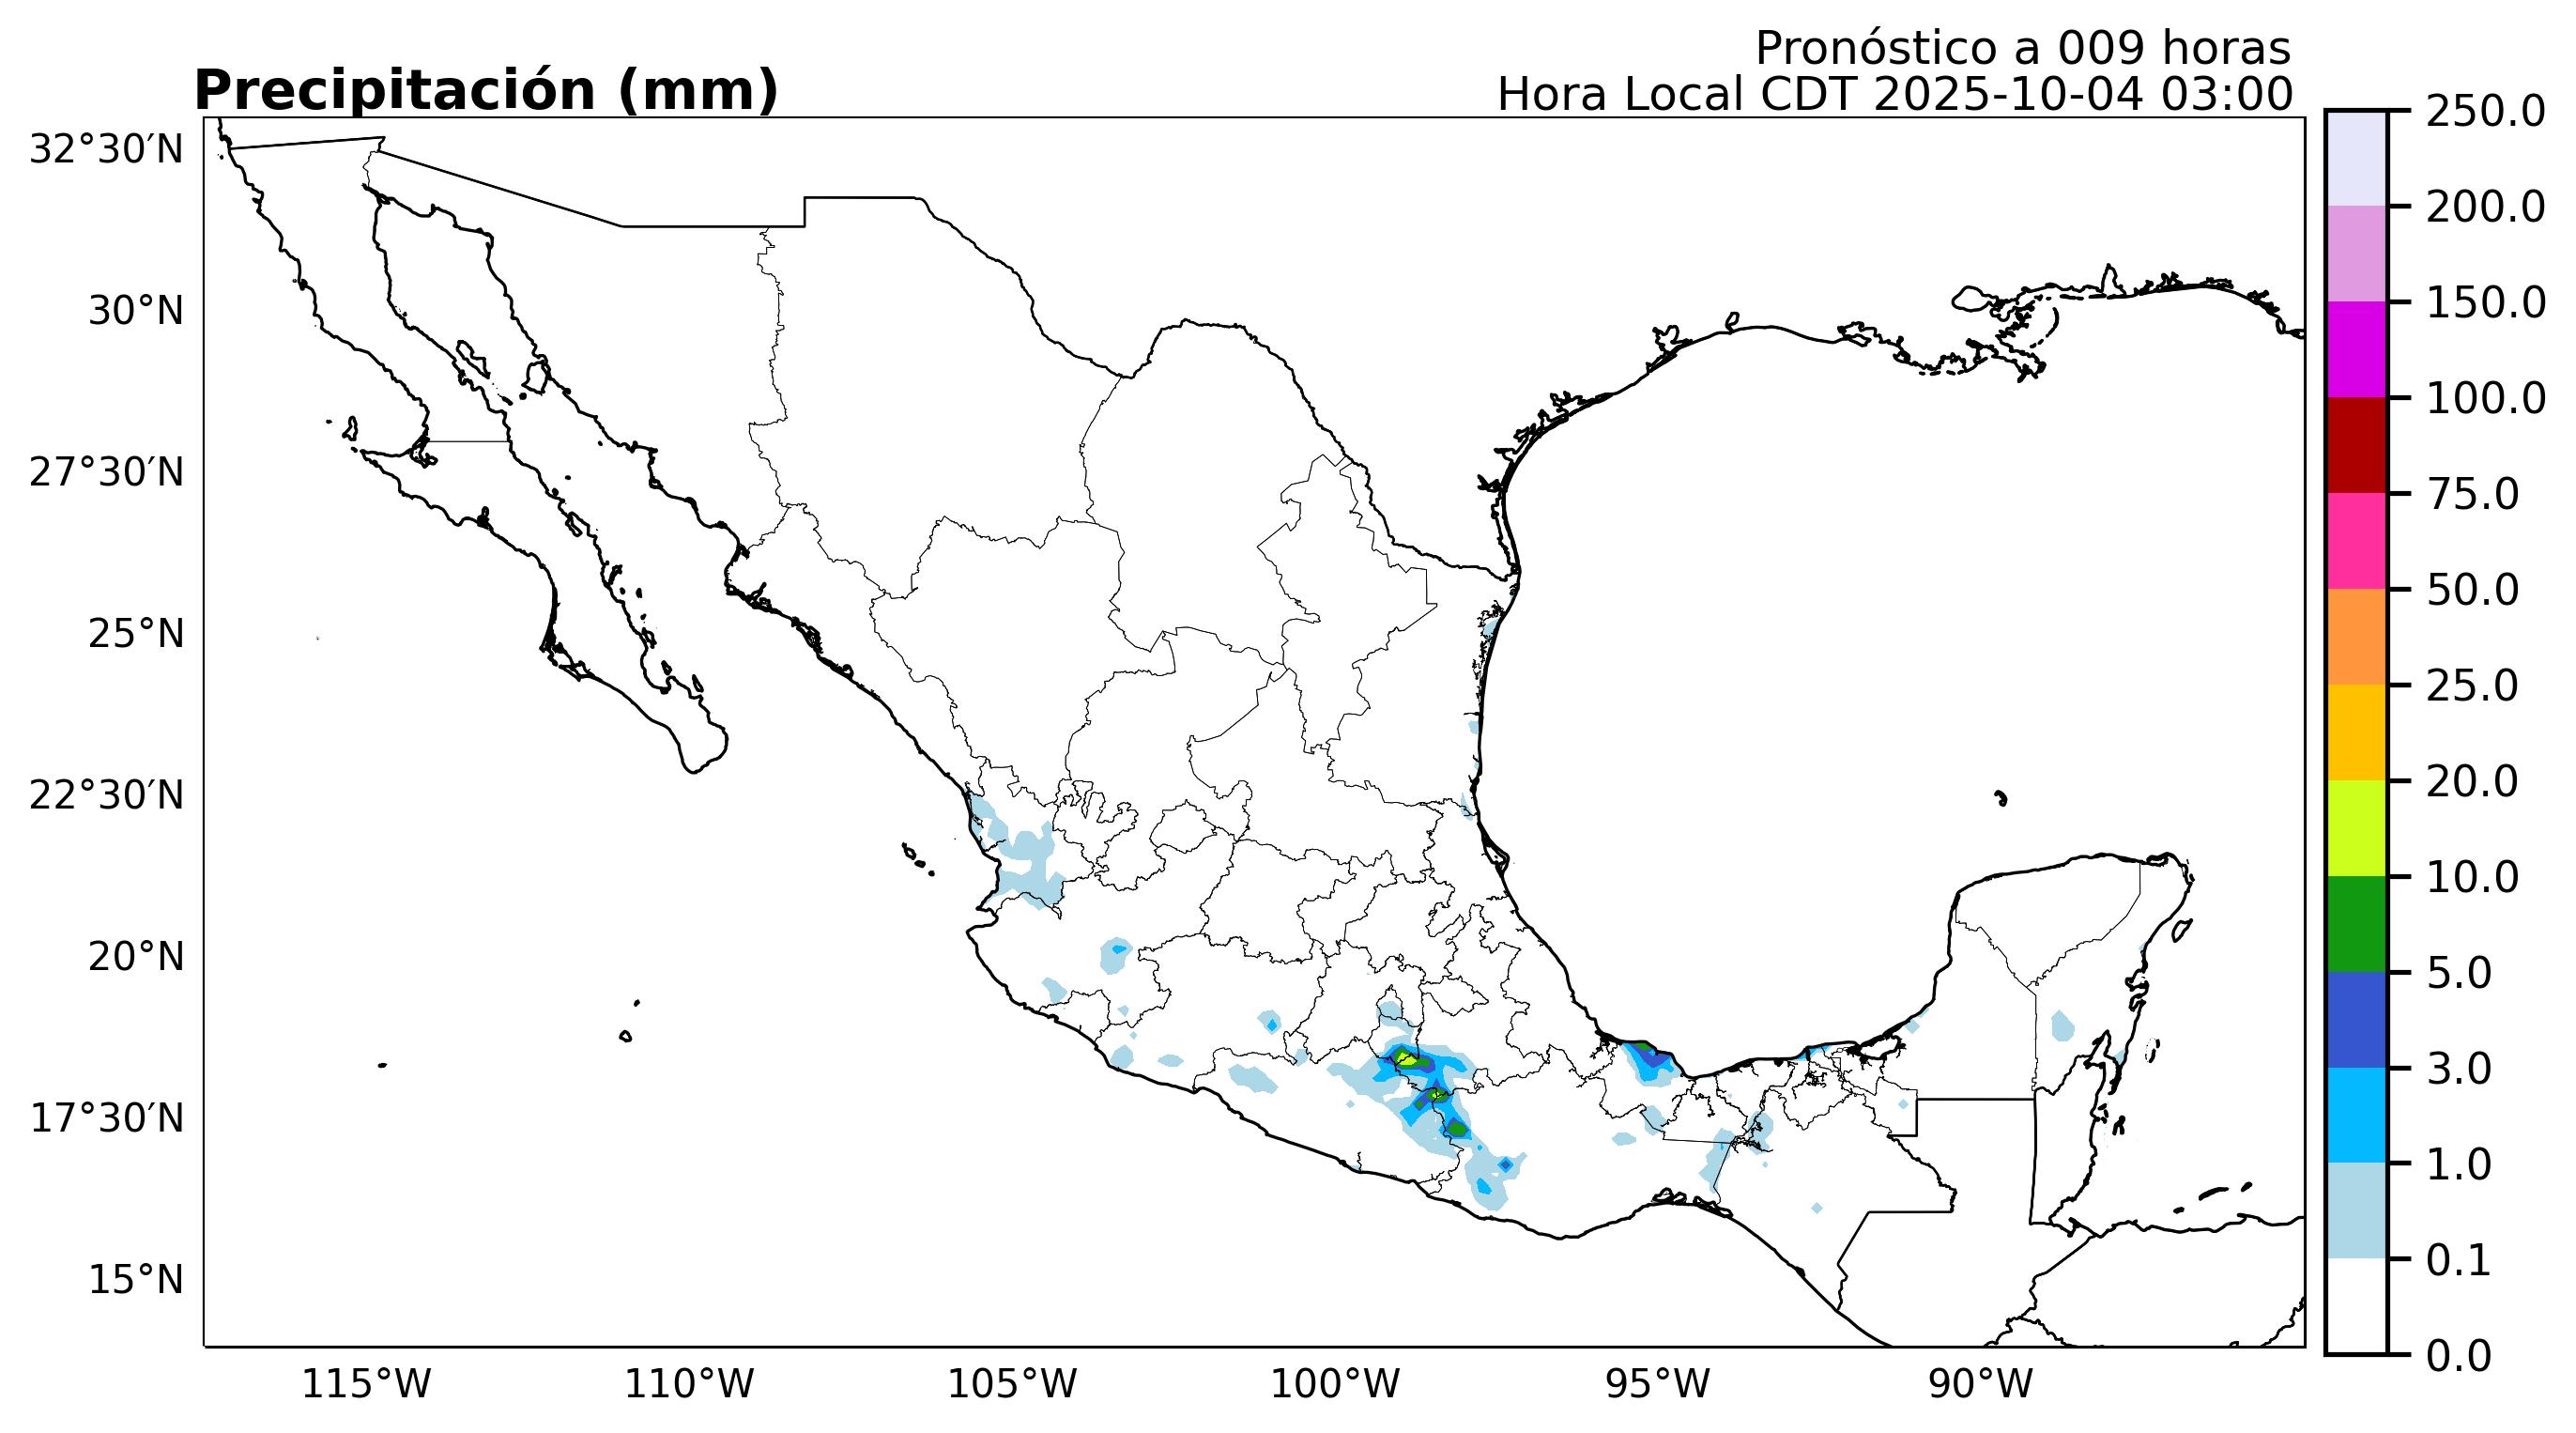 Pronóstico a 009 horas
Precipitación (mm)
Hora Local CDT 2025-10-04 03:00
32°30′N
30°N
27°30′N
25°N
22°30′N
20°N
17°30′N
15°N
115°W
110°W
105°W
100°W
95°W
90°W
250.0
200.0
150.0
100.0
75.0
50.0
25.0
20.0
10.0
5.0
3.0
1.0
0.1
0.0